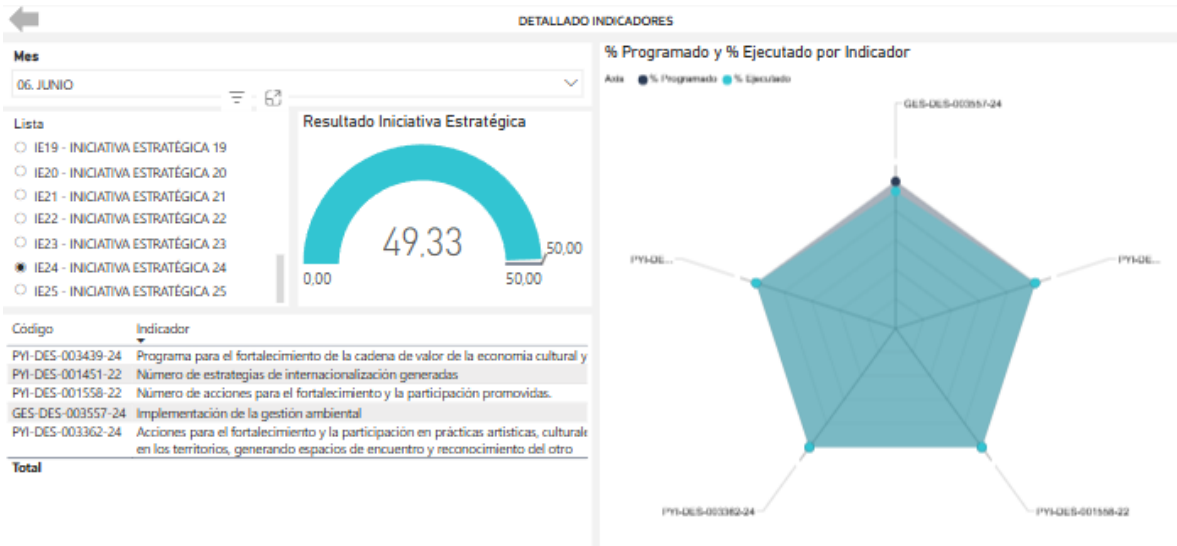 DETALLADO INDICADORES
Mes
06. JUNIO
Lista
IE19 - INICIATIVA ESTRATÉGICA 19
IE20 - INICIATIVA ESTRATÉGICA 20
IE21 - INICIATIVA ESTRATÉGICA 21
IE22 - INICIATIVA ESTRATÉGICA 22
IE23 - INICIATIVA ESTRATÉGICA 23
IE24 - INICIATIVA ESTRATÉGICA 24
IE25 - INICIATIVA ESTRATÉGICA 25
Resultado Iniciativa Estratégica
49,33
50,00
0,00
50,00
Código Indicador
PYI-DES-003439-24 Programa para el fortalecimiento de la cadena de valor de la economía cultural y
PYI-DES-001451-22 Número de estrategias de internacionalización generadas
PYI-DES-001558-22 Número de acciones para el fortalecimiento y la participación promovidas.
GES-DES-003557-24 Implementación de la gestión ambiental
PYI-DES-003362-24 Acciones para el fortalecimiento y la participación en prácticas artísticas, culturale
en los territorios, generando espacios de encuentro y reconocimiento del otro
Total
% Programado y % Ejecutado por Indicador
Axis % Programado % Ejecutado
GES-DES-003557-24
PYI-DE...
PYI-DE...
PYI-DES-003362-24
PYI-DES-001558-22